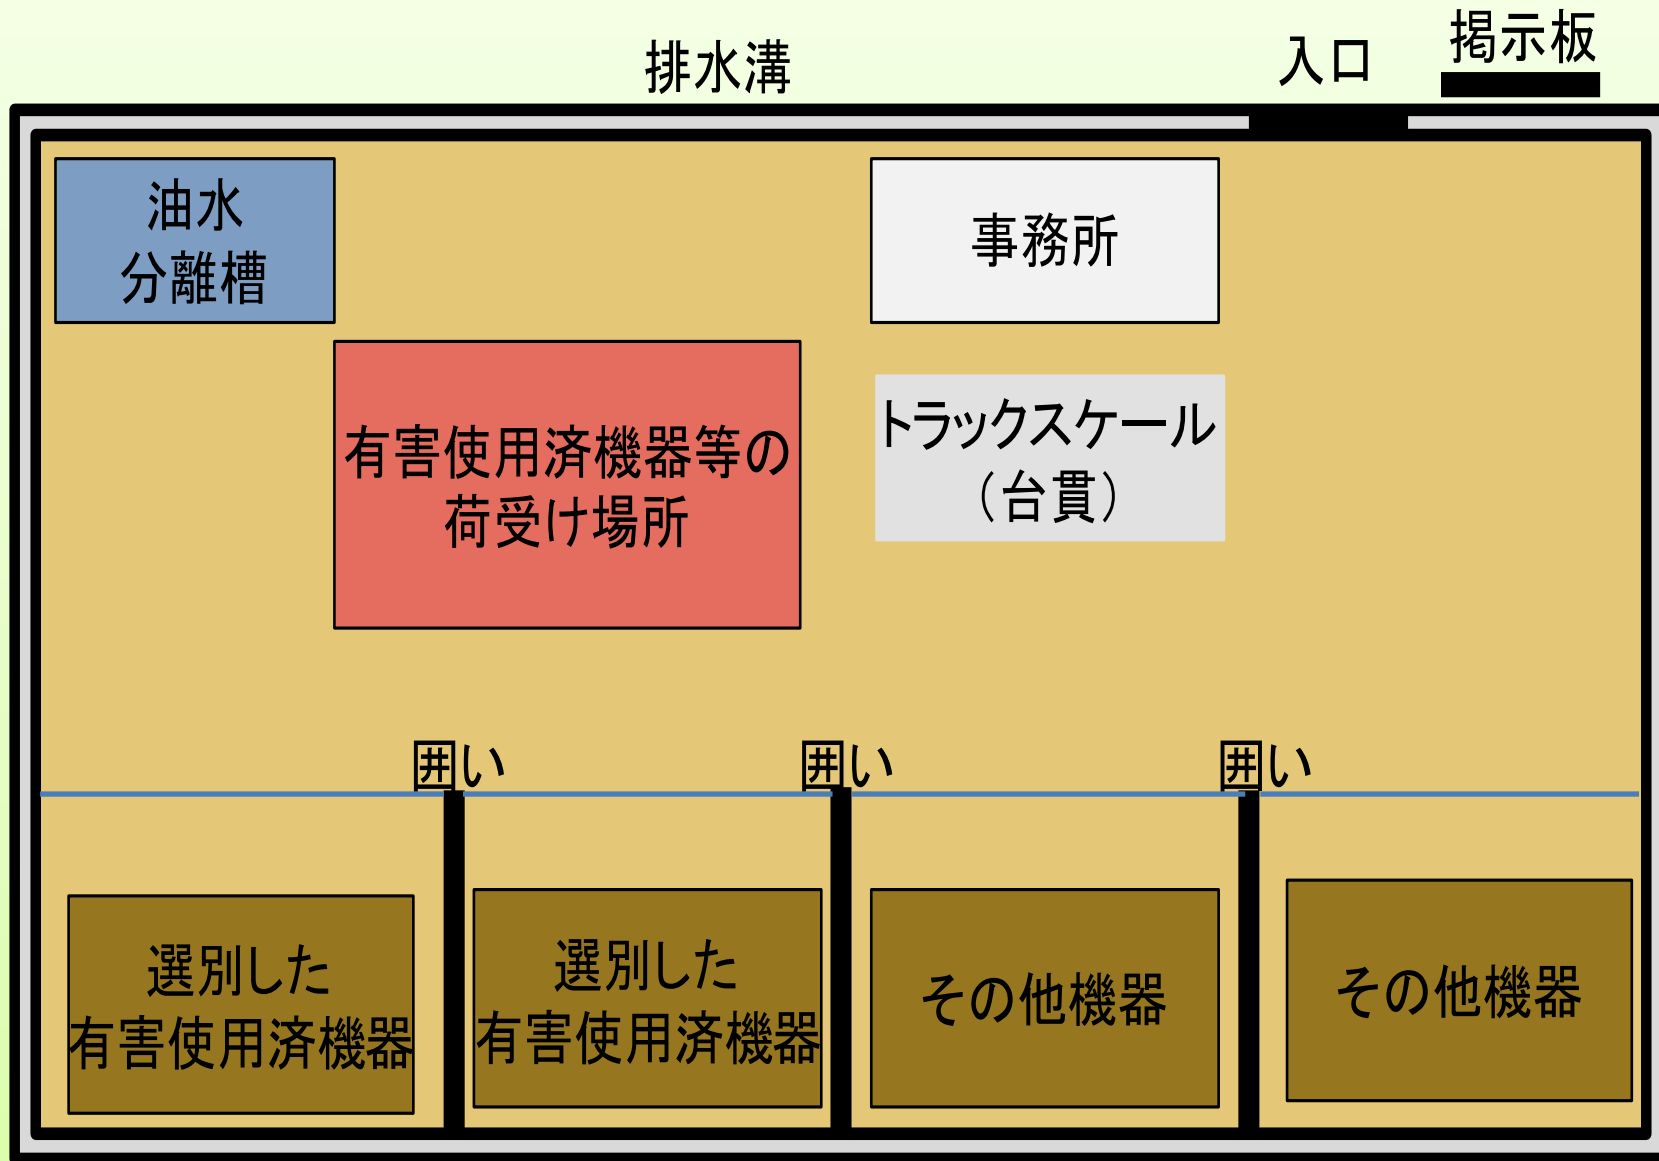 排水溝
入口
掲示板
油水
分離槽
事務所
有害使用済機器等の
荷受け場所
トラックスケール
（台貫）
囲い
囲い
囲い
選別した
有害使用済機器
選別した
有害使用済機器
その他機器
その他機器